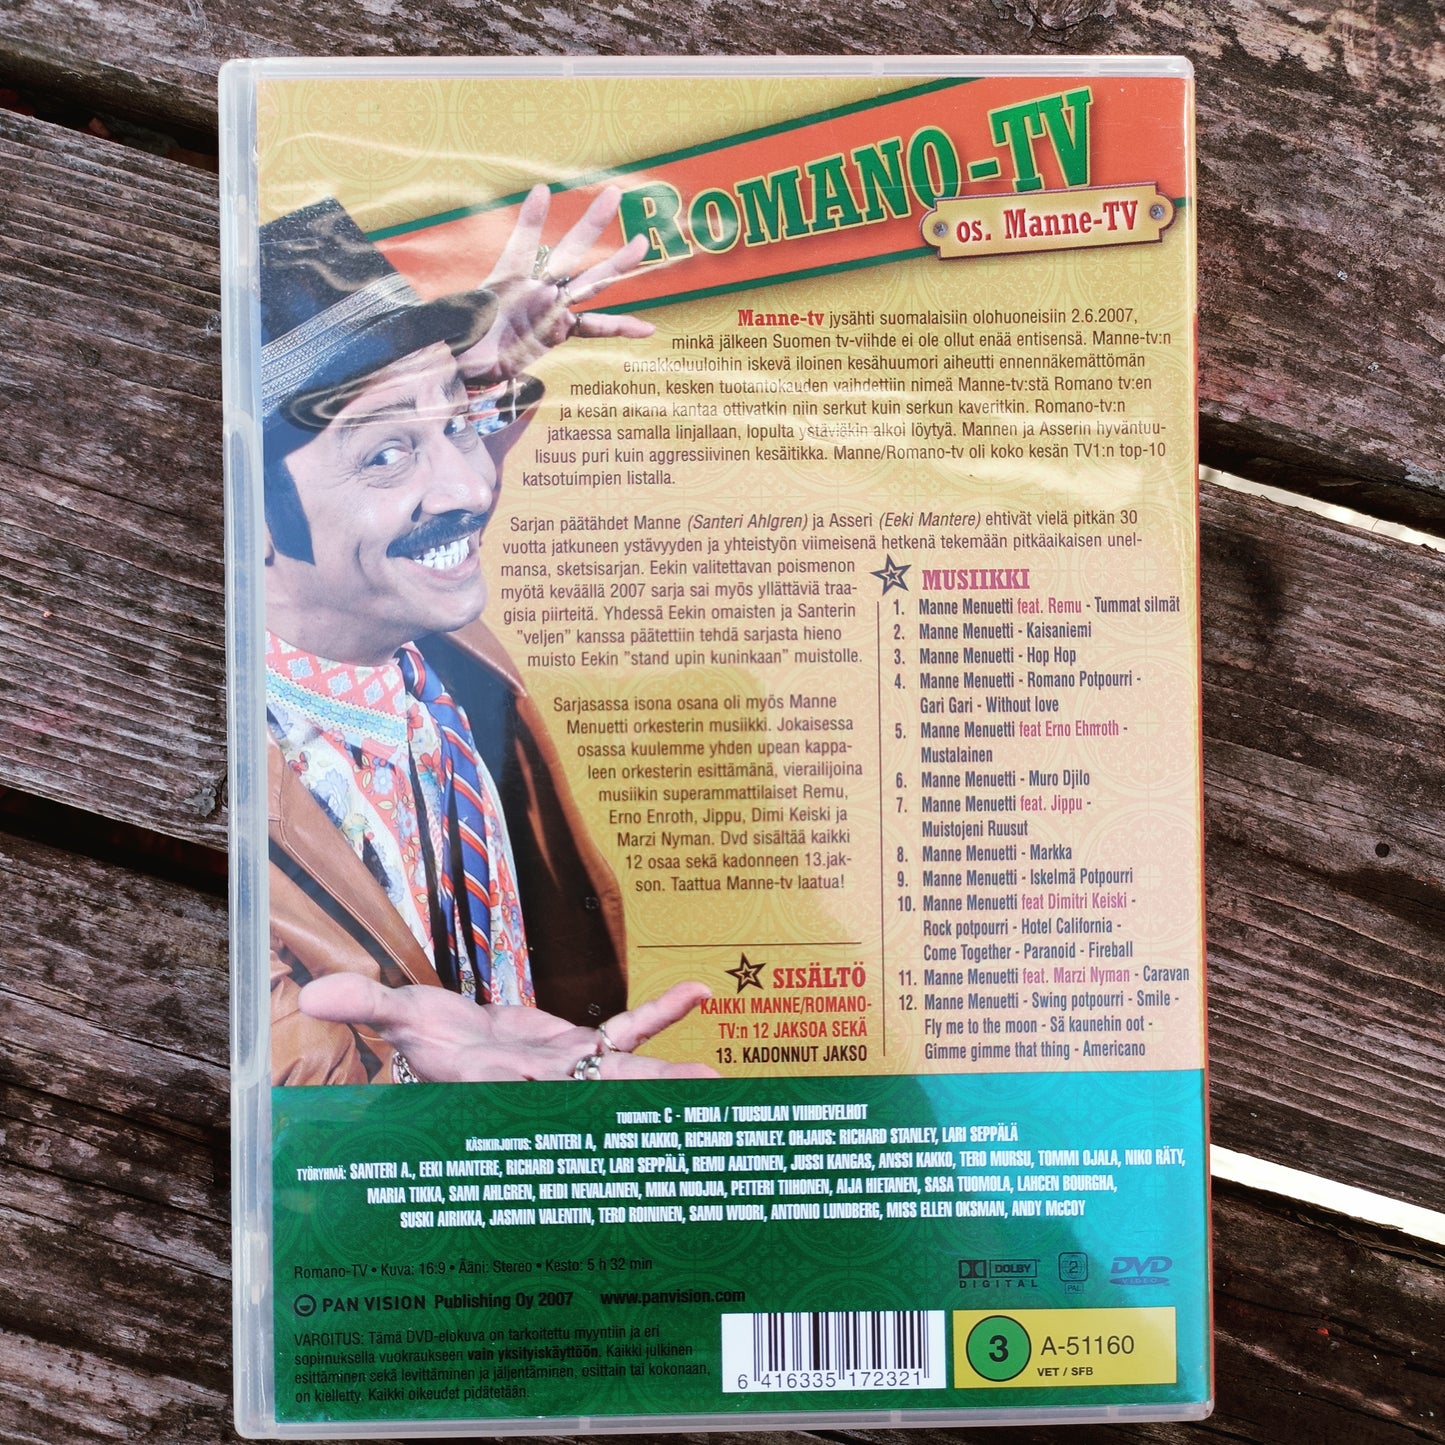 ROMANO-TV
os. Manne-TV
Manne-tv jysähti suomalaisiin olohuoneisiin 2.6.2007,
minkä jälkeen Suomen tv-viihde ei ole ollut enää entisensä. Manne-tv:n
ennakkoluuloihin iskevä iloinen kesähuumori aiheutti ennennäkemättömän
mediakohun, kesken tuotantokauden vaihdettiin nimeä Manne-tv:stä Romano tv:en
ja kesän aikana kantaa ottivatkin niin serkut kuin serkun kaveritkin. Romano-tv:n
jatkaessa samalla linjallaan, lopulta ystäviäkin alkoi löytyä. Mannen ja Asserin hyväntuu-
lisuus puri kuin aggressiivinen kesäitikka. Manne/Romano-tv oli koko kesän TV1:n top-10
katsotuimpien listalla.
Sarjan päätähdet Manne (Santeri Ahlgren) ja Asseri (Eeki Mantere) ehtivät vielä pitkän 30
vuotta jatkuneen ystävyyden ja yhteistyön viimeisenä hetkenä tekemään pitkäaikaisen unel-
mansa, sketsisarjan. Eekin valitettavan poismenon
myötä keväällä 2007 sarja sai myös yllättäviä traa-
gisia piirteitä. Yhdessä Eekin omaisten ja Santerin
"veljen" kanssa päätettiin tehdä sarjasta hieno
muisto Eekin "stand upin kuninkaan" muistolle.
Sarjasassa isona osana oli myös Manne
Menuetti orkesterin musiikki. Jokaisessa
osassa kuulemme yhden upean kappa-
leen orkesterin esittämänä, vierailijoina
musiikin superammattilaiset Remu,
Erno Enroth, Jippu, Dimi Keiski ja
Marzi Nyman. Dvd sisältää kaikki
12 osaa sekä kadonneen 13.jak-
son. Taattua Manne-tv laatua!
SISÄLTÖ
KAIKKI MANNE/ROMANO-
TV:n 12 JAKSOA SEKÄ
13. KADONNUT JAKSO
MUSIIKKI
1. Manne Menuetti feat. Remu - Tummat silmät
2. Manne Menuetti - Kaisaniemi
3. Manne Menuetti - Hop Hop
4. Manne Menuetti - Romano Potpourri -
Gari Gari - Without love
5. Manne Menuetti feat Erno Ehnrroth -
Mustalainen
6. Manne Menuetti - Muro Djilo
7. Manne Menuetti feat. Jippu -
Muistojeni Ruusut
8. Manne Menuetti - Markka
9. Manne Menuetti - Iskelmä Potpourri
10. Manne Menuetti feat Dimitri Keiski -
Rock potpourri - Hotel California -
Come Together - Paranoid - Fireball
11. Manne Menuetti feat. Marzi Nyman - Caravan
12. Manne Menuetti - Swing potpourri - Smile -
Fly me to the moon - Sä kaunehin oot -
Gimme gimme that thing - Americano
TUOTANTO: C - MEDIA / TUUSULAN VIIHDEVELHOT
KÄSIKIRJOITUS: SANTERI A, ANSSI KAKKO, RICHARD STANLEY. OHJAUS: RICHARD STANLEY, LARI SEPPÄLÄ
TYÖRYHMÄ: SANTERI A., EEKI MANTERE, RICHARD STANLEY, LARI SEPPÄLÄ, REMU AALTONEN, JUSSI KANGAS, ANSSI KAKKO, TERO MURSU, TOMMI OJALA, NIKO RÄTY,
MARIA TIKKA, SAMI AHLGREN, HEIDI NEVALAINEN, MIKA NUOJUA, PETTERI TIIHONEN, AIJA HIETANEN, SASA TUOMOLA, LAHCEN BOURGHA,
SUSKI AIRIKKA, JASMIN VALENTIN, TERO ROININEN, SAMU WUORI, ANTONIO LUNDBERG, MISS ELLEN OKSMAN, ANDY McCOY
Romano-TV • Kuva: 16:9 • Ääni: Stereo • Kesto: 5 h 32 min
PAN VISION Publishing Oy 2007 www.panvision.com
VAROITUS: Tämä DVD-elokuva on tarkoitettu myyntiin ja eri
sopimuksella vuokraukseen vain yksityiskäyttöön. Kaikki julkinen
esittäminen sekä levittäminen ja jäljentäminen, osittain tai kokonaan,
on kielletty. Kaikki oikeudet pidätetään.
DOLBY
DIGITAL
2
PAL
DVD
VIDEO
6 416335 172321
3
A-51160
VET / SFB